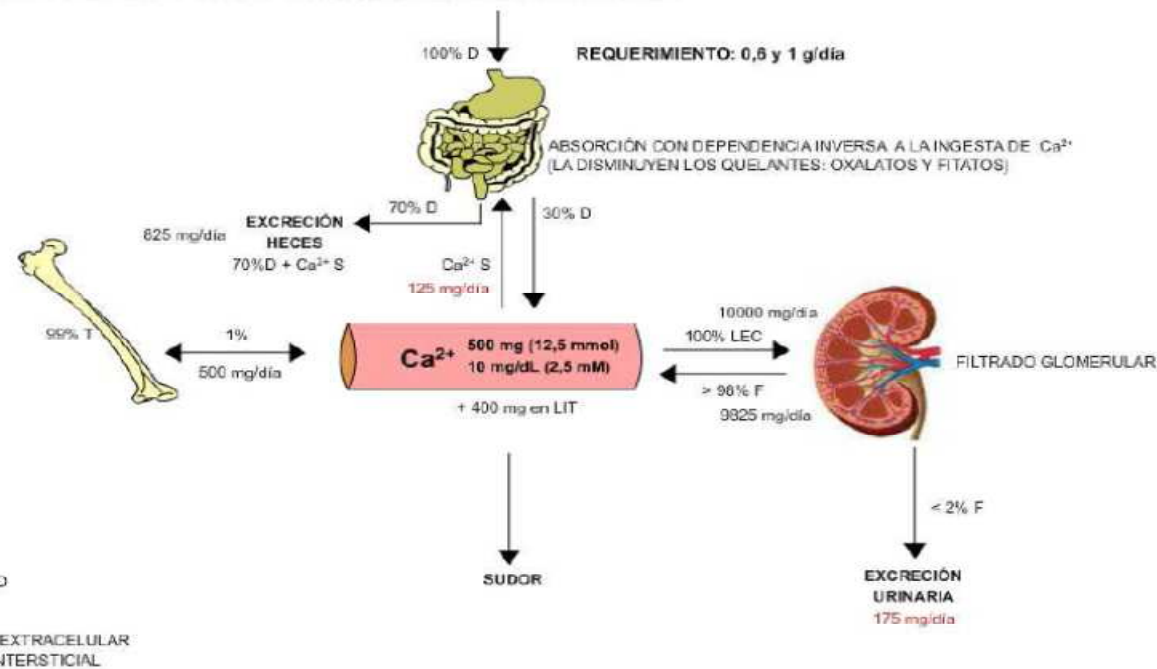 100% D
REQUERIMIENTO: 0,6 y 1 g/día
ABSORCIÓN CON DEPENDENCIA INVERSA A LA INGESTA DE Ca²⁺
(LA DISMINUYEN LOS QUELANTES: OXALATOS Y FITATOS)
70% D
30% D
825 mg/día
EXCRECIÓN
HECES
70%D + Ca²⁺ S
Ca²⁺ S
125 mg/día
99% T
1%
500 mg/día
Ca²⁺
500 mg (12,5 mmol)
10 mg/dL (2,5 mM)
+ 400 mg en LIT
10000 mg/día
100% LEC
> 98% F
9825 mg/día
FILTRADO GLOMERULAR
< 2% F
SUDOR
EXCRECIÓN
URINARIA
175 mg/día
EXTRACELULAR
NTERSTICIAL